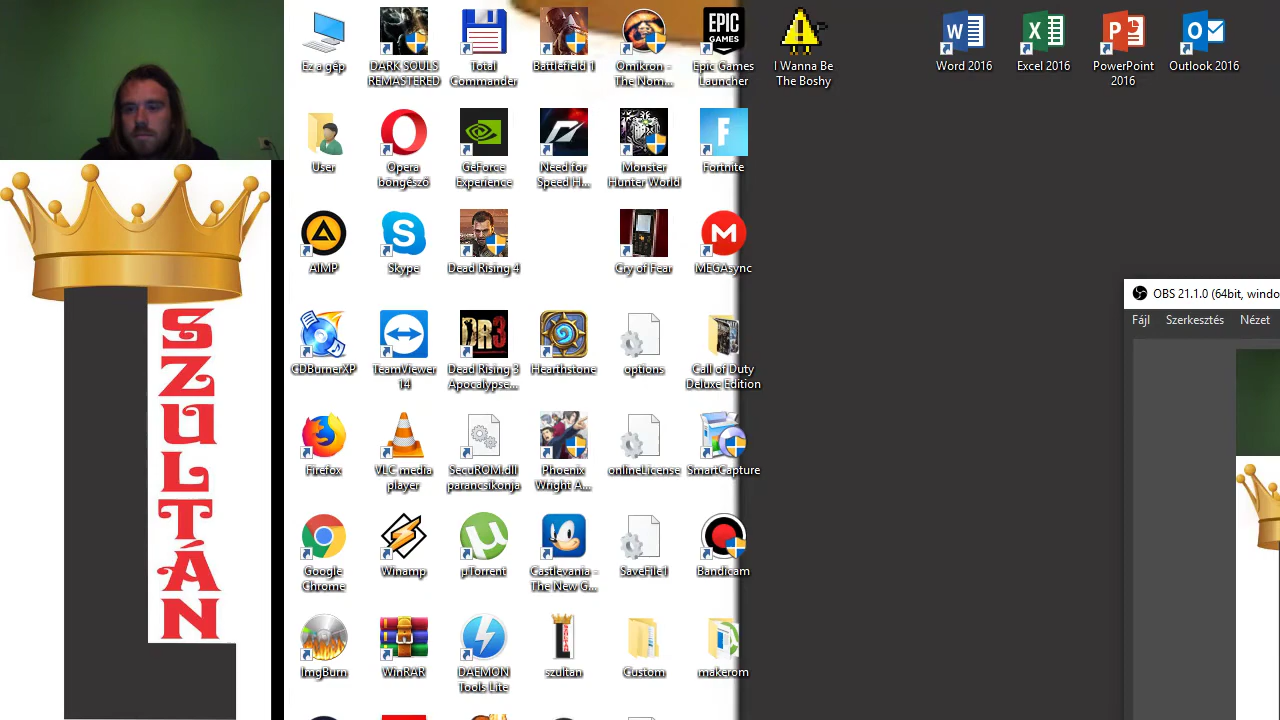 Ez a gép
DARK SOULS
REMASTERED
Total
Commander
Battlefield 1
Omikron -
The Nom...
EPIC
GAMES
Epic Games
Launcher
I Wanna Be
The Boshy
Word 2016
Excel 2016
PowerPoint
2016
Outlook 2016
User
Opera
böngésző
GeForce
Experience
Need for
Speed H...
Monster
Hunter World
Fortnite
AIMP
Skype
Dead Rising 4
Cry of Fear
MEGAsync
OBS 21.1.0 (64bit, windo
Fájl
Szerkesztés
Nézet
CDBurnerXP
TeamViewer
14
DR3
Dead Rising 3
Apocalypse...
Hearthstone
options
Call of Duty
Deluxe Edition
Firefox
VLC media
player
SecuROM.dll
parancsikonja
Phoenix
Wright A...
onlineLicense
SmartCapture
Google
Chrome
Winamp
µTorrent
Castlevania -
The New G...
SaveFile1
Bandicam
ImgBurn
WinRAR
DAEMON
Tools Lite
szultan
Custom
makerom
L
SZULTÁN